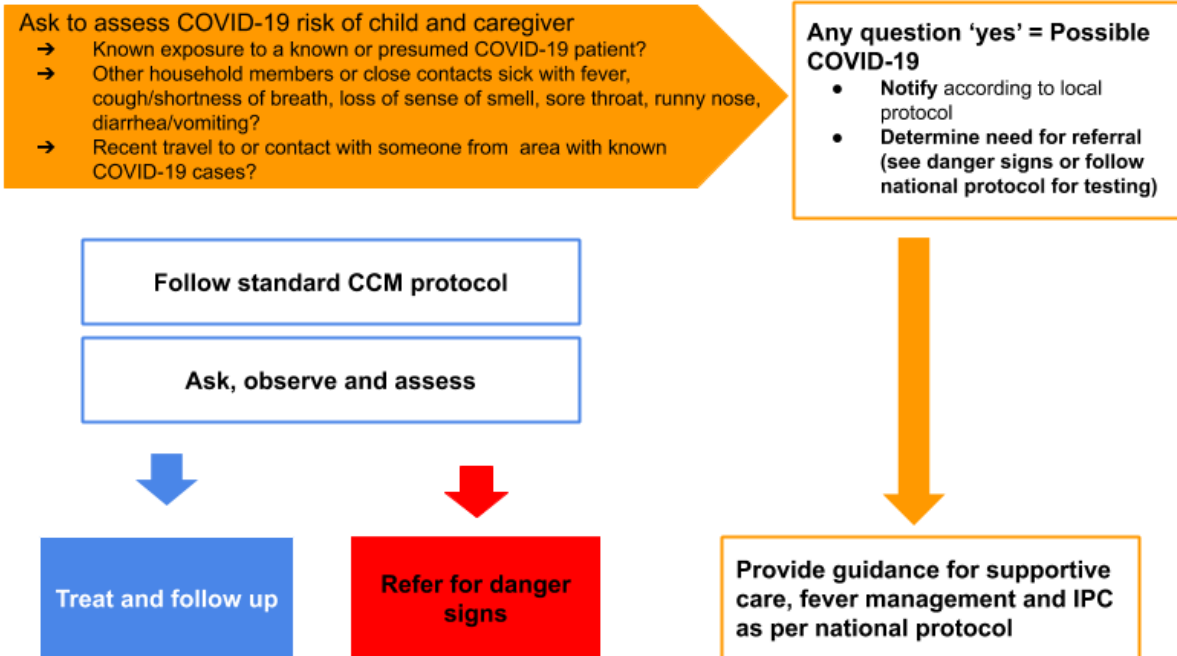 Ask to assess COVID-19 risk of child and caregiver
➔ Known exposure to a known or presumed COVID-19 patient?
➔ Other household members or close contacts sick with fever,
cough/shortness of breath, loss of sense of smell, sore throat, runny nose,
diarrhea/vomiting?
➔ Recent travel to or contact with someone from area with known
COVID-19 cases?
Any question ‘yes’ = Possible
COVID-19
● Notify according to local
protocol
● Determine need for referral
(see danger signs or follow
national protocol for testing)
Follow standard CCM protocol
Ask, observe and assess
Treat and follow up
Refer for danger
signs
Provide guidance for supportive
care, fever management and IPC
as per national protocol